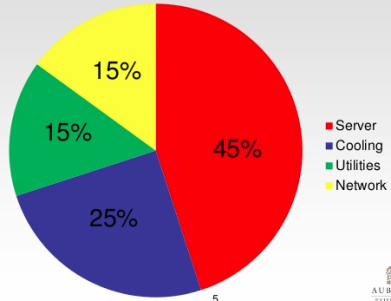 15%
15%
45%
25%
Server
Cooling
Utilities
Network
5